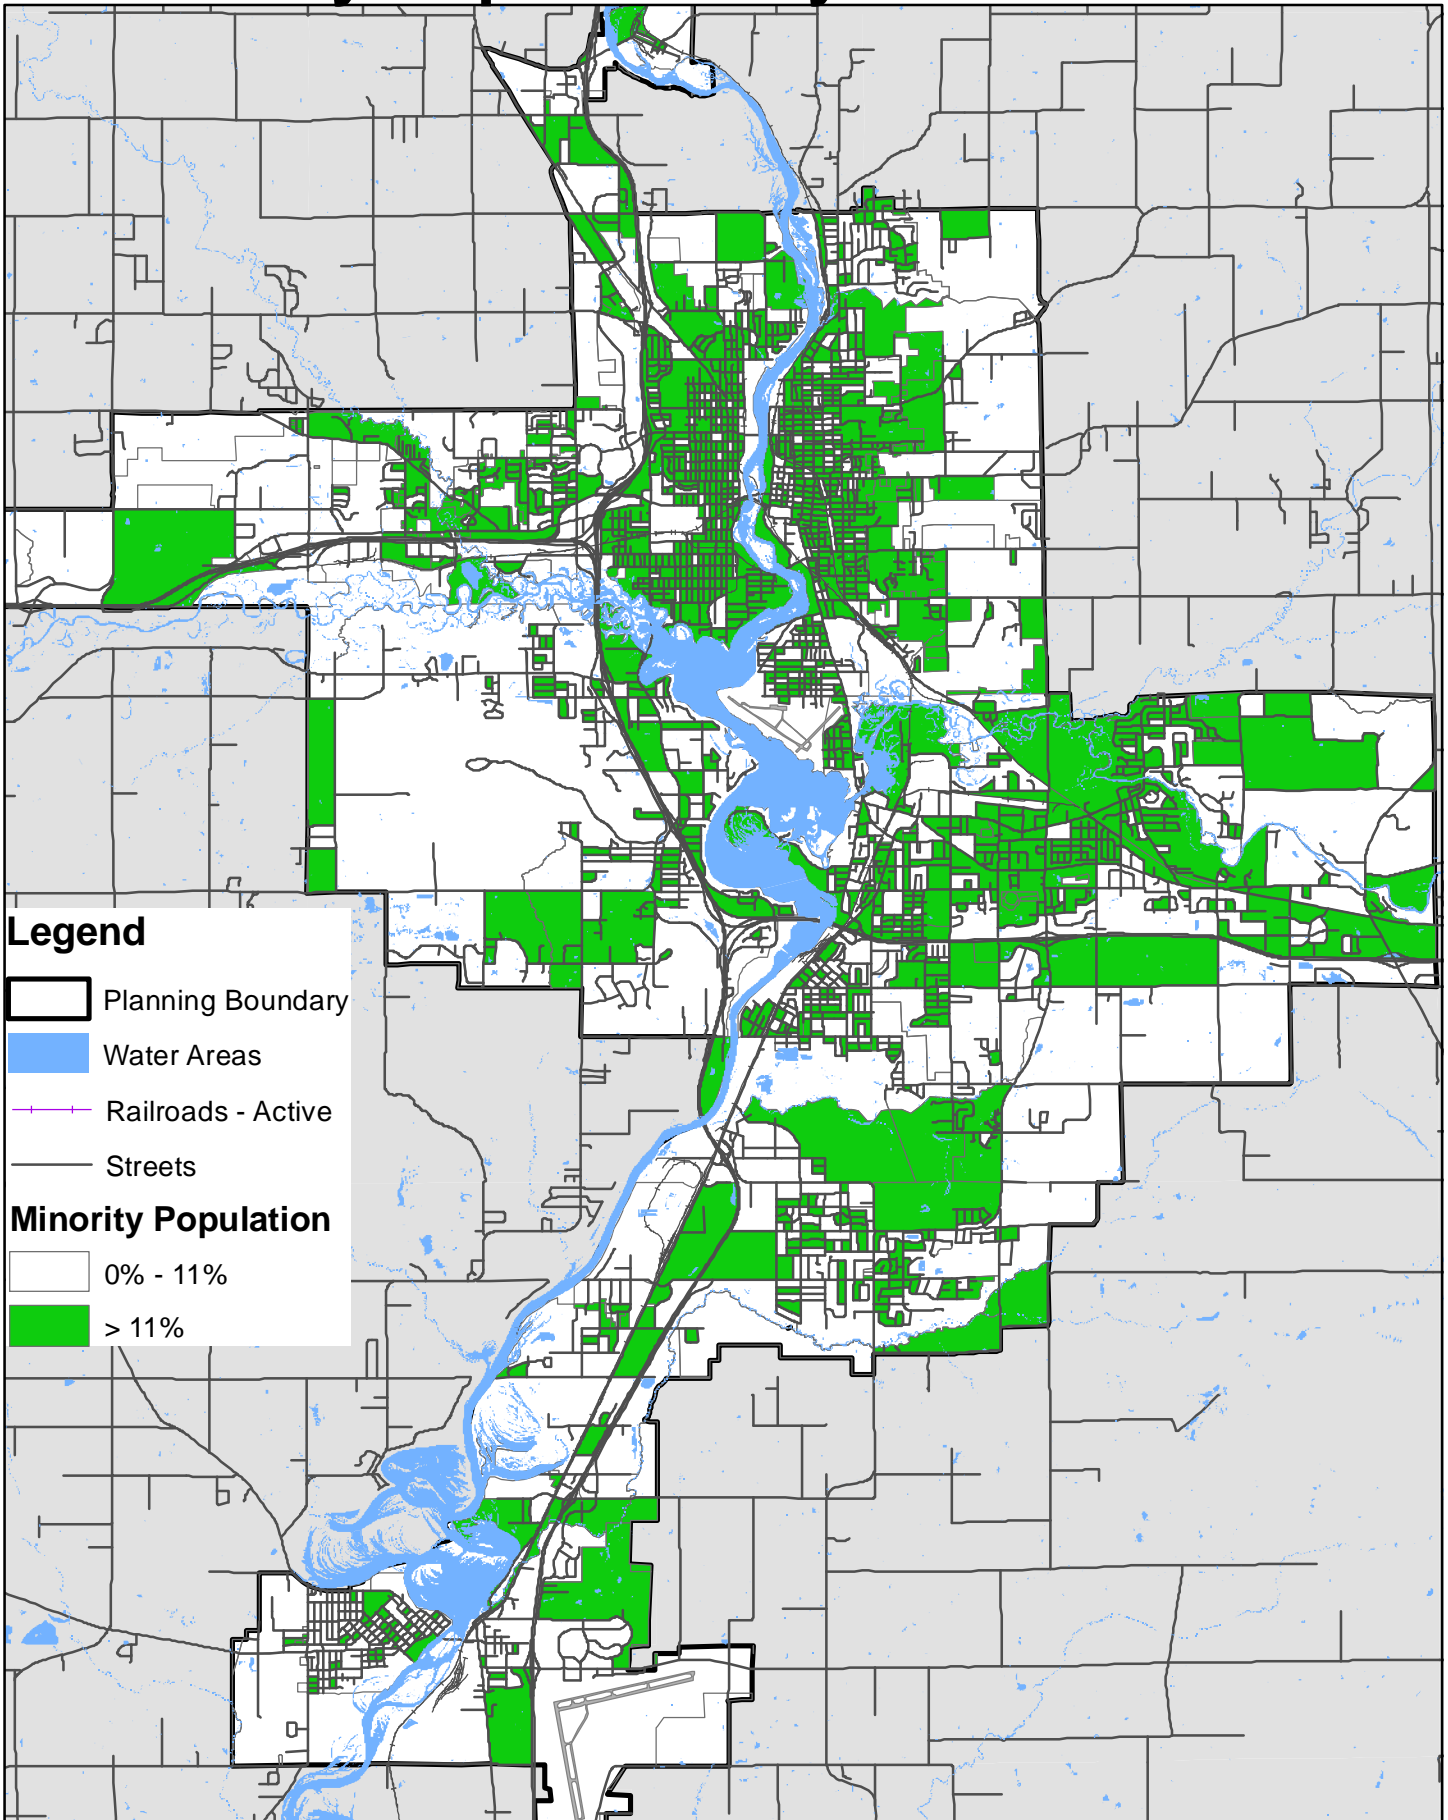 Legend
Planning Boundary
Water Areas
Railroads - Active
Streets
Minority Population
0% - 11%
> 11%